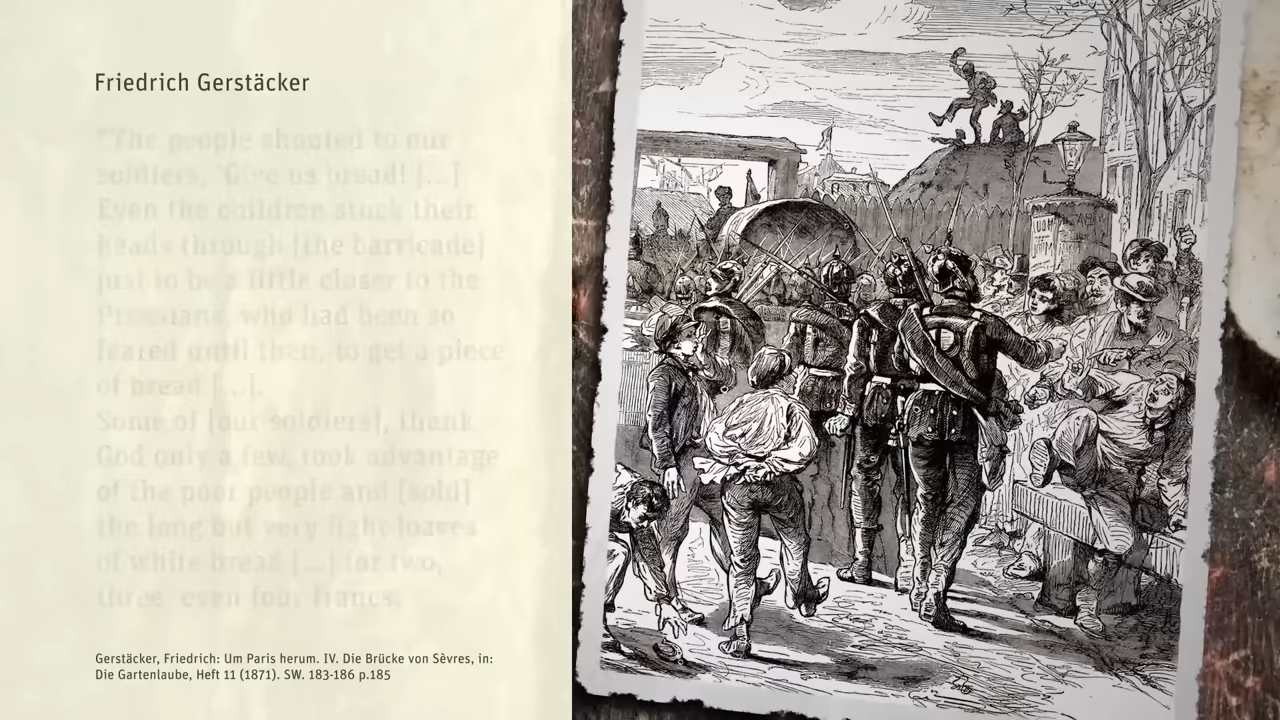 Friedrich Gerstäcker
"The people shouted to our
soldiers, 'Give us bread! [...]
Even the children stuck their
heads through [the barricade]
just to be a little closer to the
Prussians, who had been so
feared until then, to get a piece
of bread [...].
Some of [our soldiers], thank
God only a few, took advantage
of the poor people and [sold]
the long but very light loaves
of white bread [...] for two,
three, even four francs.
Gerstäcker, Friedrich: Um Paris herum. IV. Die Brücke von Sèvres, in:
Die Gartenlaube, Heft 11 (1871). SW. 183-186 p.185